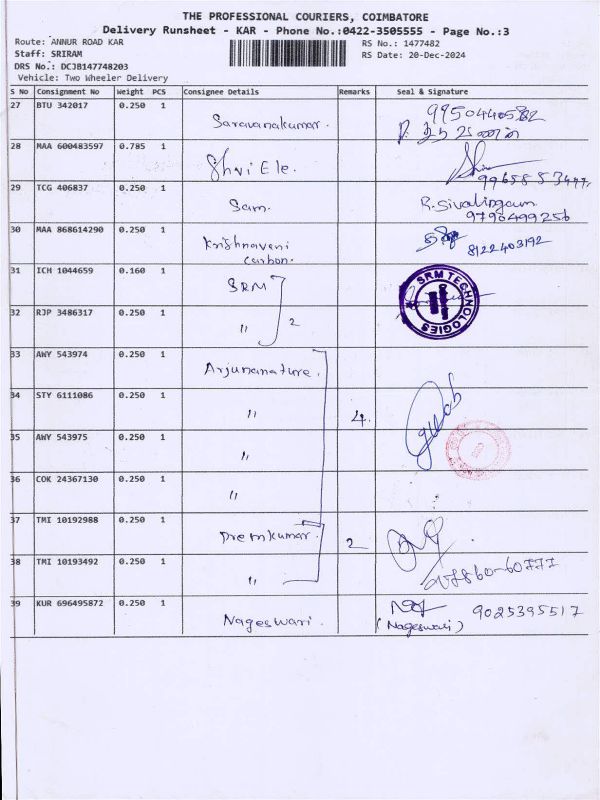 THE PROFESSIONAL COURIERS, COIMBATORE
Delivery Runsheet - KAR - Phone No.:0422-3505555 - Page No.:3
Route: ANNUR ROAD KAR RS No.: 1477482
Staff: SRIRAM RS Date: 20-Dec-2024
DRS No.: DCJB147748203
Vehicle: Two Wheeler Delivery
S No Consignment No Weight PCS Consignee Details Remarks Seal & Signature
27 BTU 342017 0.250 1 Saravanakumar.
28 MAA 600483597 0.785 1 Shri Ele.
29 TCG 406837 0.250 1 Sam. R. Sivalingam
9790499256
30 MAA 868614290 0.250 1 Krishnaveni
carbon. 8122403192
31 ICH 1044659 0.160 1 SRM SRM TECHNOLOGIES
32 RJP 3486317 0.250 1 " 2
33 AWY 543974 0.250 1 Arjunanature.
34 STY 6111086 0.250 1 " 4.
35 AWY 543975 0.250 1 "
36 COK 24367130 0.250 1 "
37 TMI 10192988 0.250 1 Premkumar. 2
38 TMI 10193492 0.250 1 "
39 KUR 696495872 0.250 1 Nageswari. 9025395517
(Nageswari)